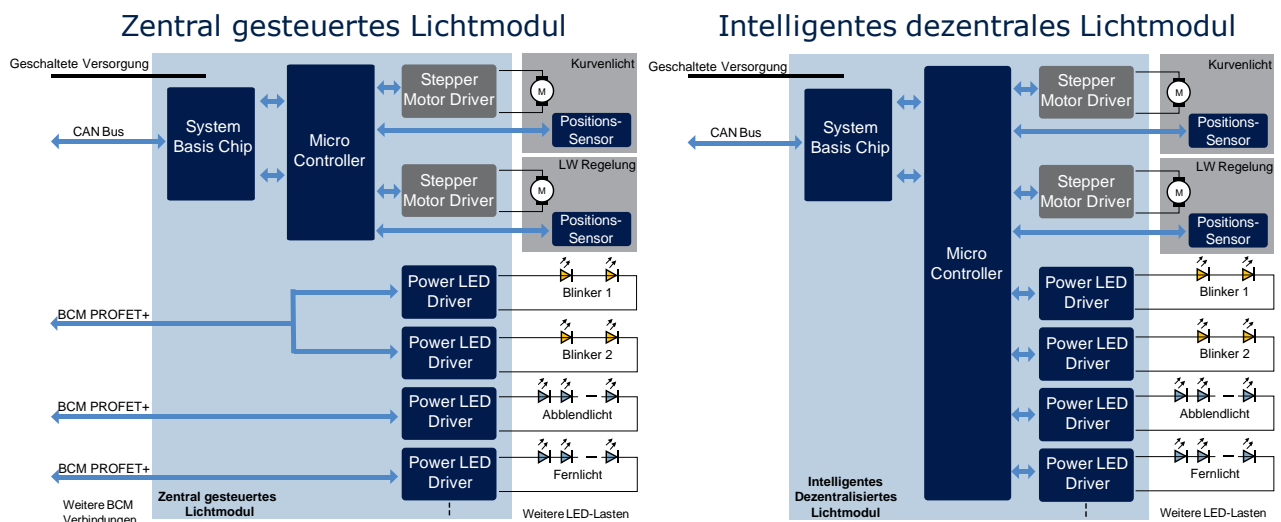 Zentral gesteuertes Lichtmodul
Geschaltete Versorgung
CAN Bus
System
Basis Chip
Micro
Controller
Stepper
Motor Driver
M
Kurvenlicht
Positions-
Sensor
LW Regelung
Stepper
Motor Driver
M
Positions-
Sensor
BCM PROFET+
Power LED
Driver
Blinker 1
Power LED
Driver
Blinker 2
BCM PROFET+
Power LED
Driver
Abblendlicht
BCM PROFET+
Power LED
Driver
Fernlicht
Weitere BCM
Verbindungen
Zentral gesteuertes
Lichtmodul
Weitere LED-Lasten
Intelligentes dezentrales Lichtmodul
Geschaltete Versorgung
CAN Bus
System
Basis Chip
Micro
Controller
Stepper
Motor Driver
M
Kurvenlicht
Positions-
Sensor
LW Regelung
Stepper
Motor Driver
M
Positions-
Sensor
Power LED
Driver
Blinker 1
Power LED
Driver
Blinker 2
Power LED
Driver
Abblendlicht
Power LED
Driver
Fernlicht
Intelligentes
Dezentralisiertes
Lichtmodul
Weitere LED-Lasten